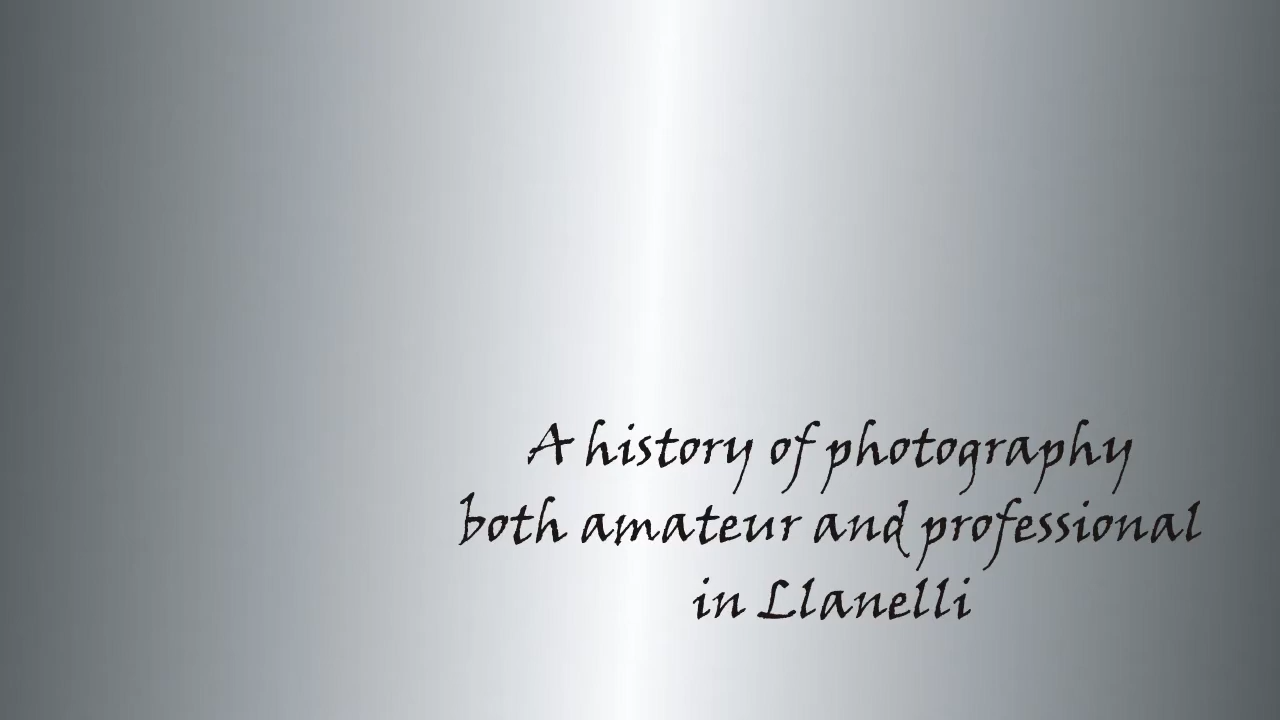 A history of photography
both amateur and professional
in Llanelli